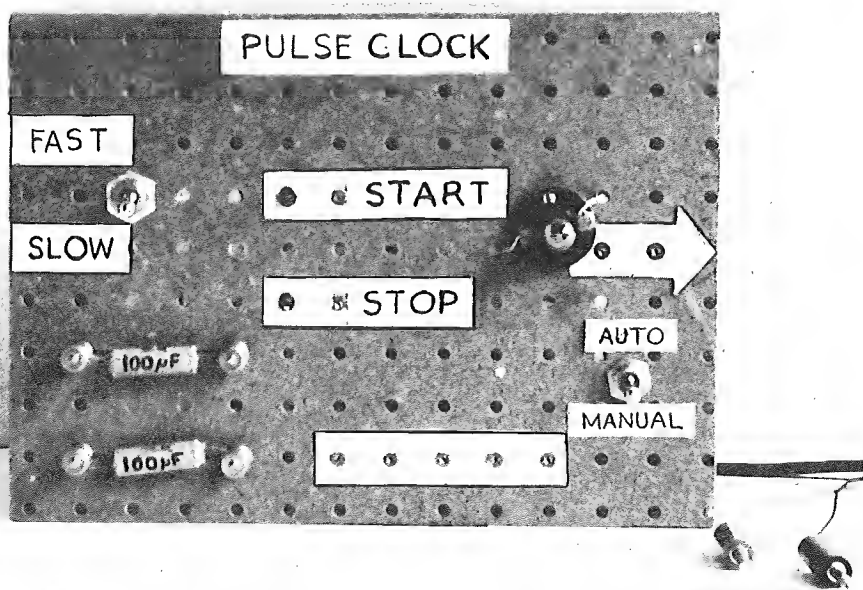 PULSE CLOCK
FAST
START
SLOW
STOP
AUTO
100µF
MANUAL
100µF